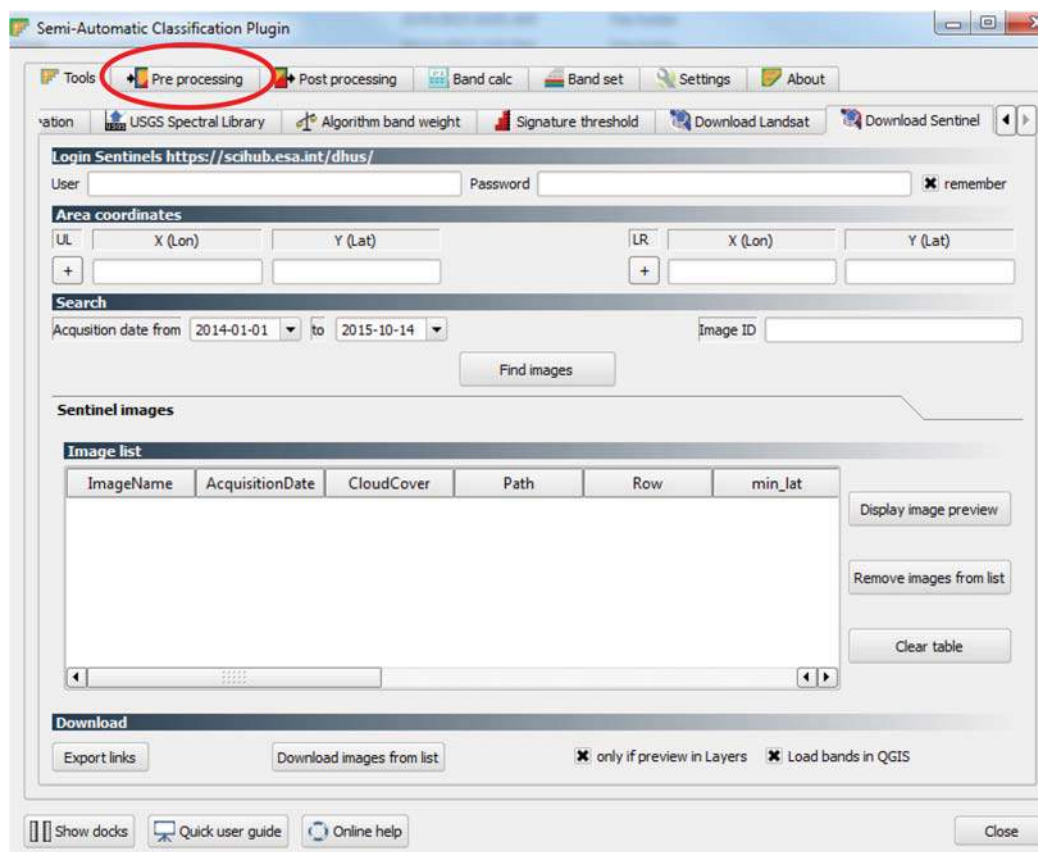 Semi-Automatic Classification Plugin
Tools Pre processing Post processing Band calc Band set Settings About
ation USGS Spectral Library Algorithm band weight Signature threshold Download Landsat Download Sentinel
Login Sentinels https://scihub.esa.int/dhus/
User Password remember
Area coordinates
UL X (Lon) Y (Lat) LR X (Lon) Y (Lat)
+ +
Search
Acqusition date from 2014-01-01 to 2015-10-14 Image ID
Find images
Sentinel images
Image list
ImageName AcquisitionDate CloudCover Path Row min_lat
Display image preview
Remove images from list
Clear table
Download
Export links Download images from list only if preview in Layers Load bands in QGIS
Show docks Quick user guide Online help Close